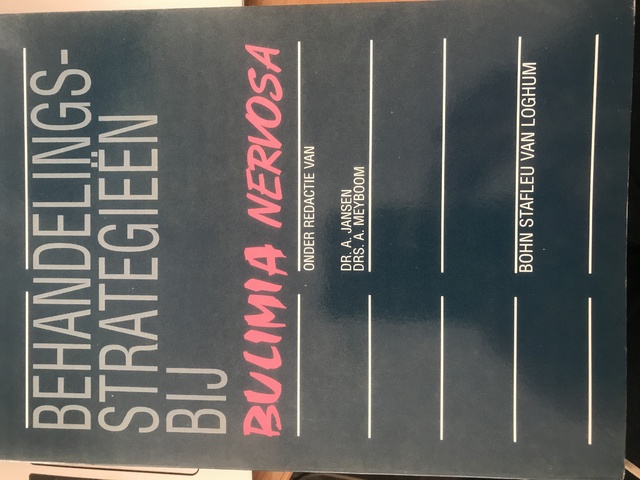 BEHANDELINGS-
STRATEGIEËN
BIJ
BULIMIA NERVOSA
ONDER REDACTIE VAN
DR. A. JANSEN
DRS. A. MEYBOOM
BOHN STAFLEU VAN LOGHUM